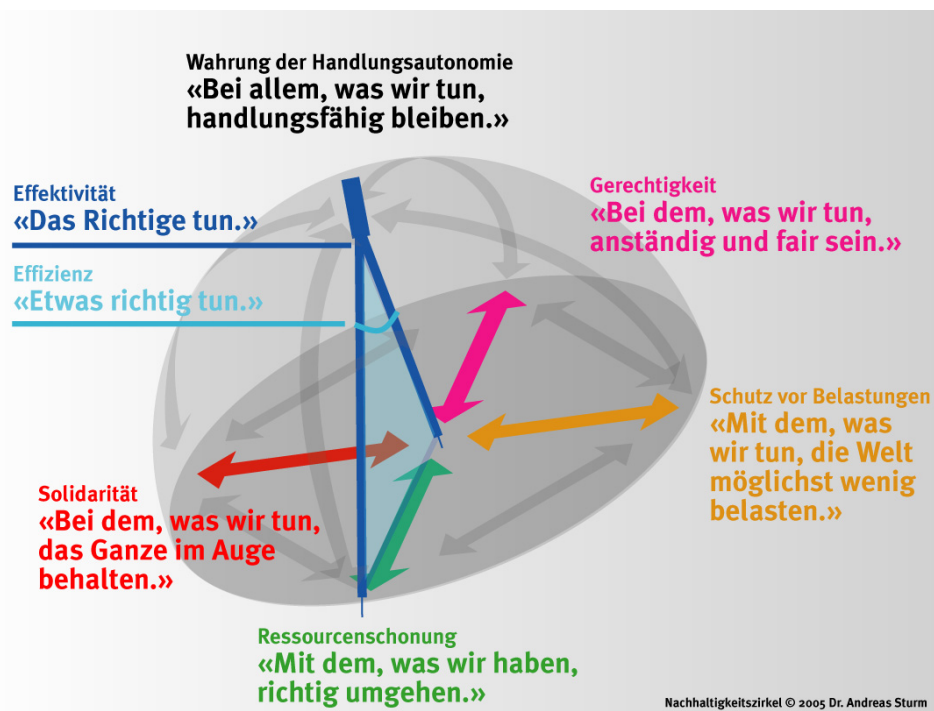 Wahrung der Handlungsautonomie
«Bei allem, was wir tun,
handlungsfähig bleiben.»
Effektivität
«Das Richtige tun.»
Effizienz
«Etwas richtig tun.»
Gerechtigkeit
«Bei dem, was wir tun,
anständig und fair sein.»
Schutz vor Belastungen
«Mit dem, was
wir tun, die Welt
möglichst wenig
belasten.»
Solidarität
«Bei dem, was wir tun,
das Ganze im Auge
behalten.»
Ressourcenschonung
«Mit dem, was wir haben,
richtig umgehen.»
Nachhaltigkeitszirkel © 2005 Dr. Andreas Sturm